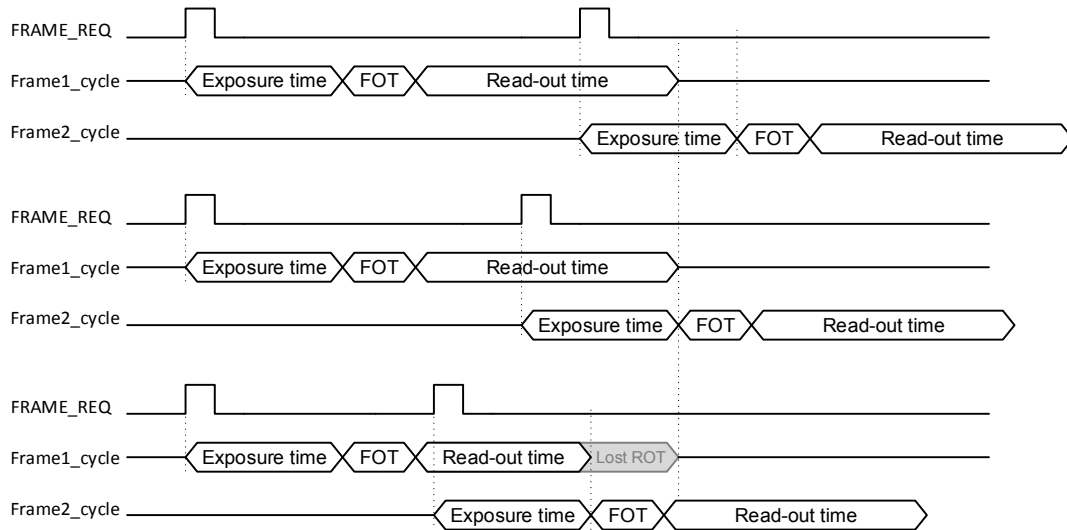 FRAME_REQ
Frame1_cycle Exposure time FOT Read-out time
Frame2_cycle Exposure time FOT Read-out time
FRAME_REQ
Frame1_cycle Exposure time FOT Read-out time
Frame2_cycle Exposure time FOT Read-out time
FRAME_REQ
Frame1_cycle Exposure time FOT Read-out time Lost ROT
Frame2_cycle Exposure time FOT Read-out time